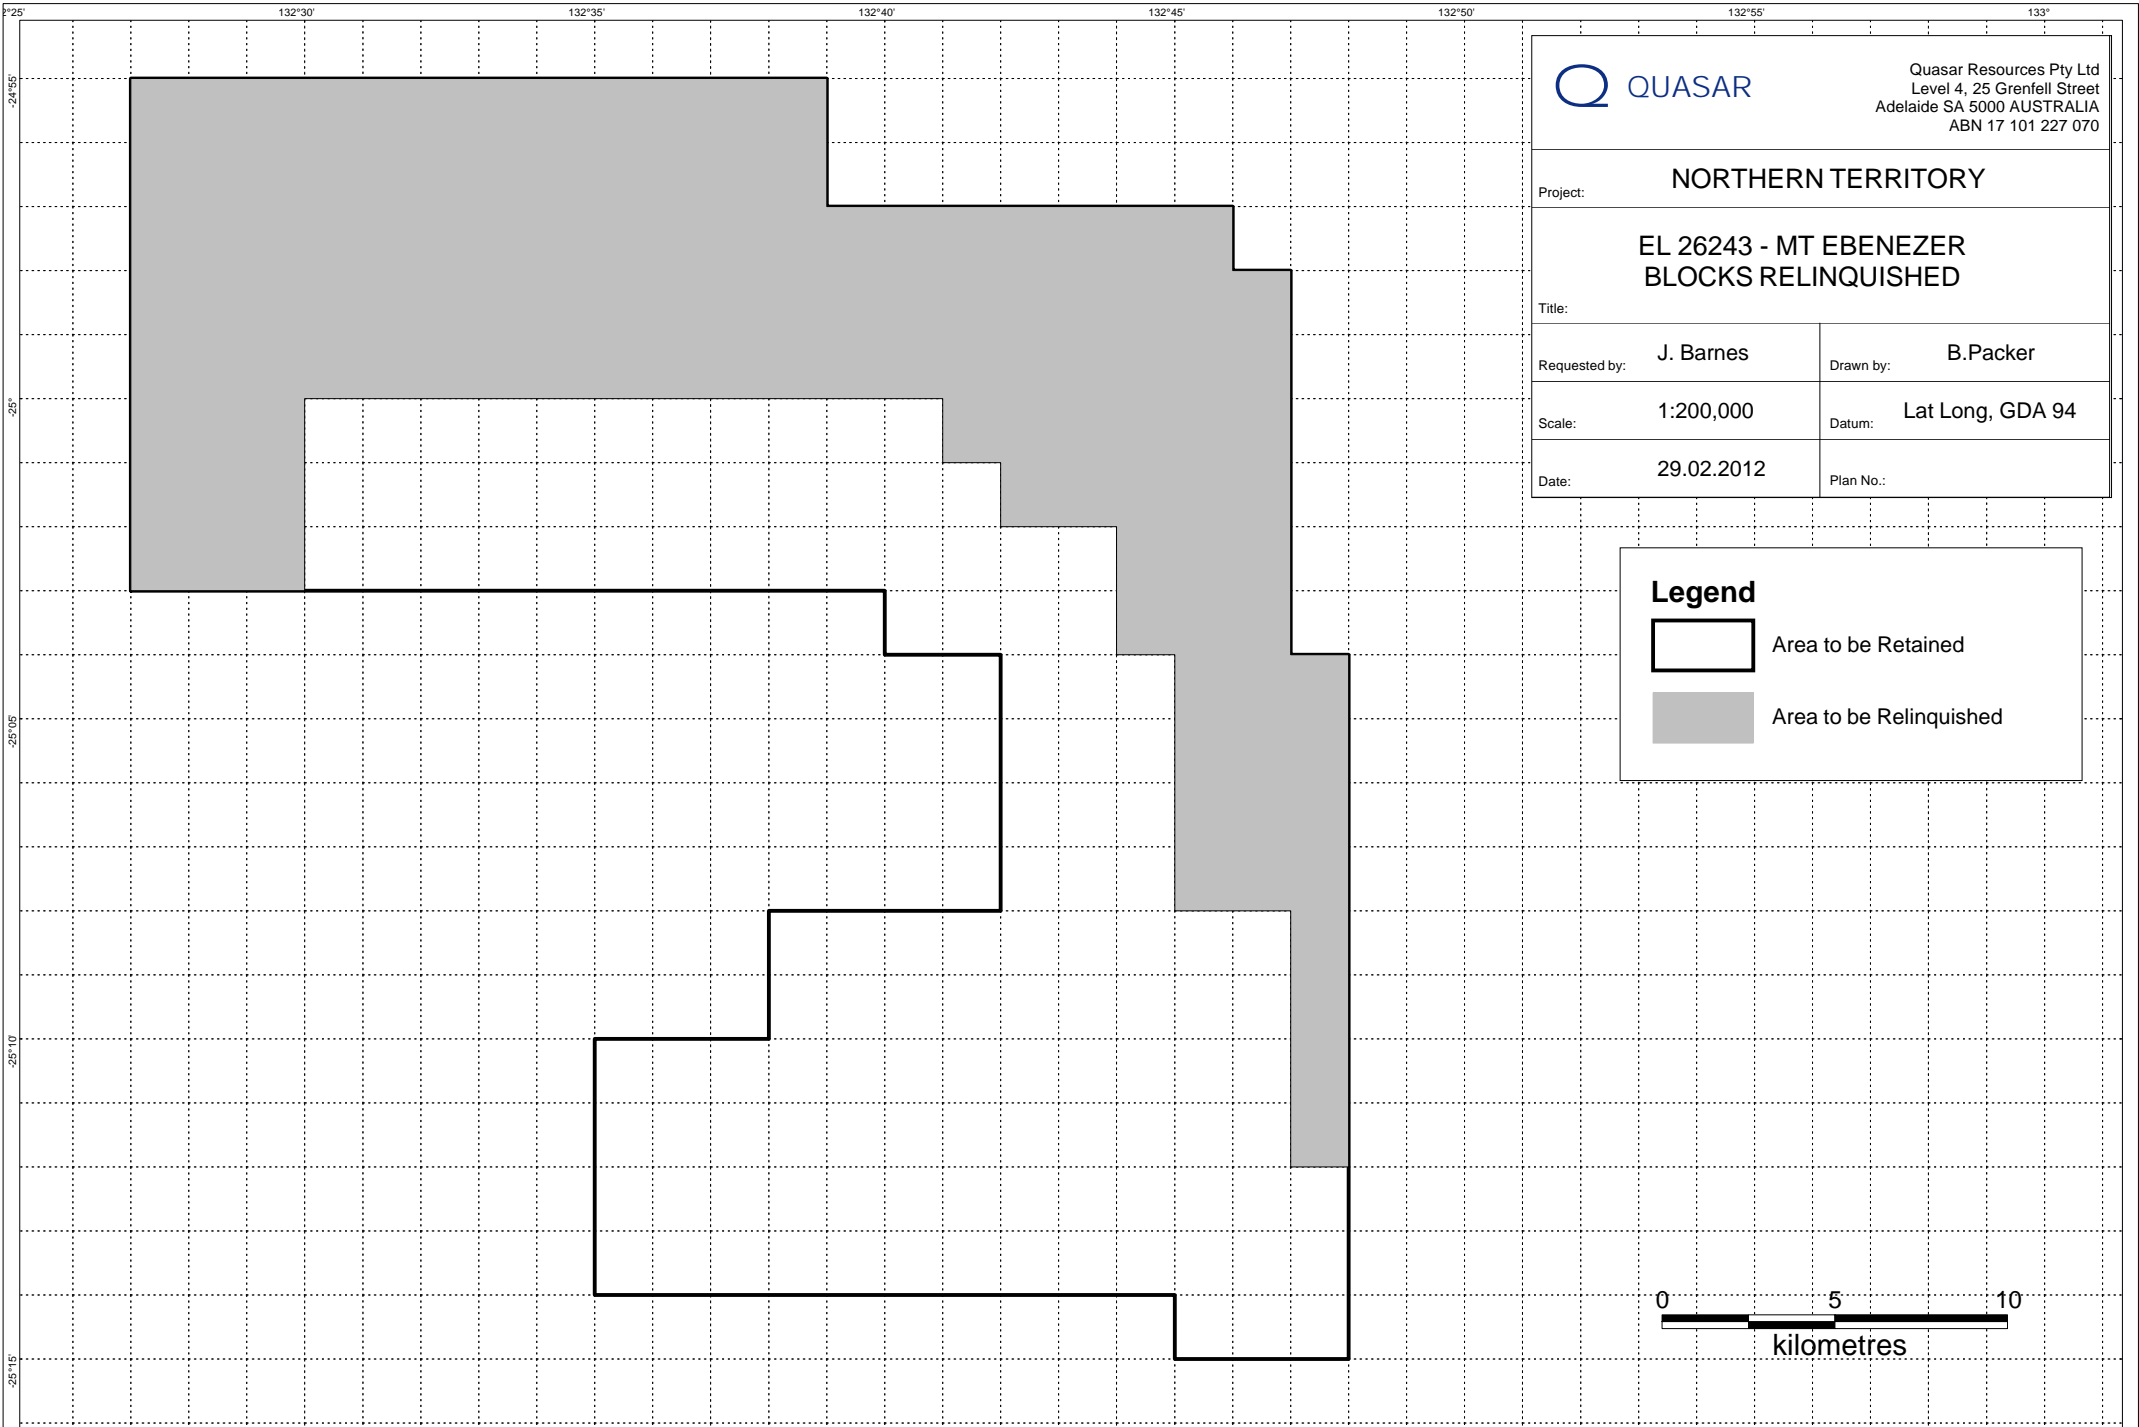 2°25'
132°30'
132°35'
132°40'
132°45'
132°50'
132°55'
133°
-24°55'
-25°
-25°05'
-25°10'
-25°15'
QUASAR
Quasar Resources Pty Ltd
Level 4, 25 Grenfell Street
Adelaide SA 5000 AUSTRALIA
ABN 17 101 227 070
Project: NORTHERN TERRITORY
EL 26243 - MT EBENEZER
BLOCKS RELINQUISHED
Title:
Requested by: J. Barnes
Drawn by: B.Packer
Scale: 1:200,000
Datum: Lat Long, GDA 94
Date: 29.02.2012
Plan No.:
Legend
Area to be Retained
Area to be Relinquished
0 5 10
kilometres